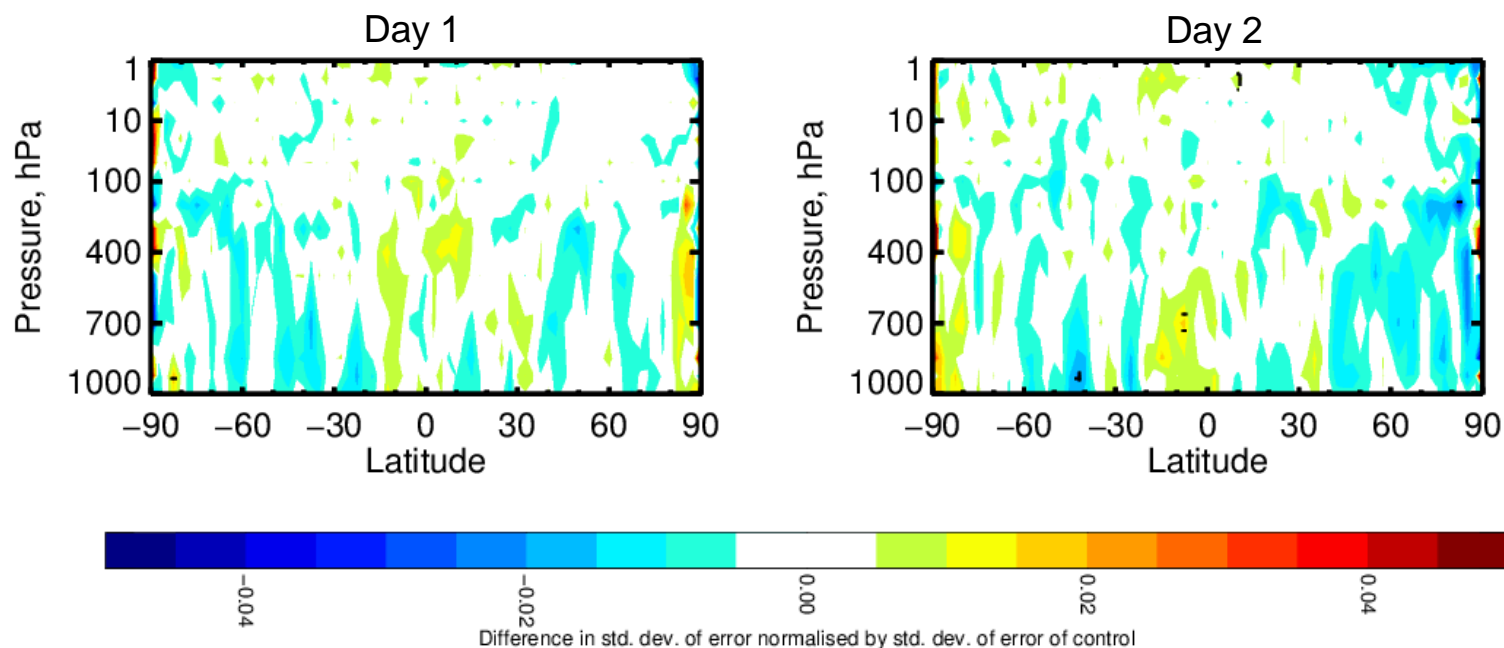 Day 1
Day 2
Pressure, hPa
1
10
100
400
700
1000
−90 −60 −30 0 30 60 90
Latitude
Pressure, hPa
1
10
100
400
700
1000
−90 −60 −30 0 30 60 90
Latitude
−0.04 −0.02 0.00 0.02 0.04
Difference in std. dev. of error normalised by std. dev. of error of control